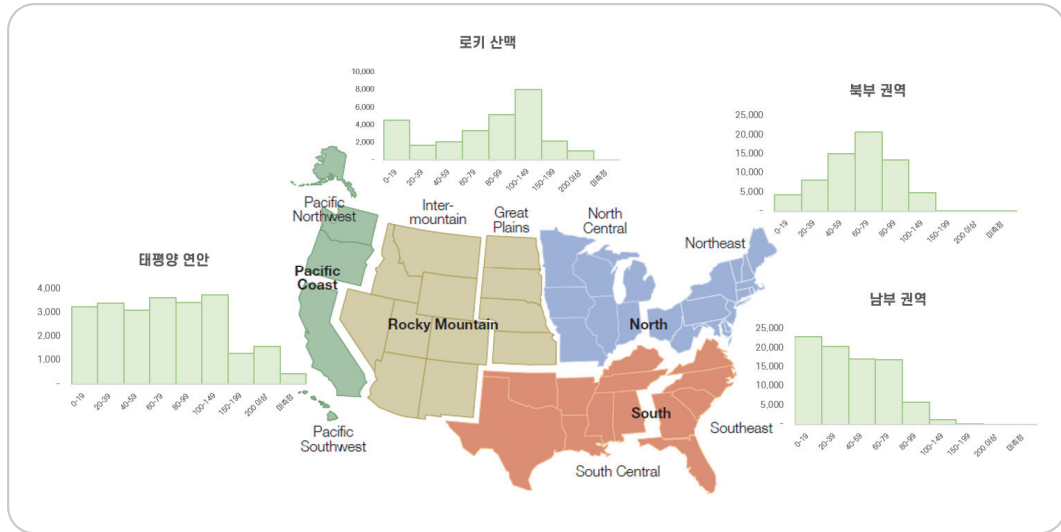 로키 산맥
10,000
8,000
6,000
4,000
2,000
-
0-19
20-39
40-59
60-79
80-99
100-149
150-199
200 이상
미측정
북부 권역
25,000
20,000
15,000
10,000
5,000
-
0-19
20-39
40-59
60-79
80-99
100-149
150-199
200 이상
미측정
Pacific
Northwest
Inter-
mountain
Great
Plains
North
Central
Northeast
태평양 연안
4,000
3,000
2,000
1,000
-
0-19
20-39
40-59
60-79
80-99
100-149
150-199
200 이상
미측정
Pacific
Coast
Rocky Mountain
North
남부 권역
25,000
20,000
15,000
10,000
5,000
-
0-19
20-39
40-59
60-79
80-99
100-149
150-199
200 이상
미측정
South
Southeast
Pacific
Southwest
South Central